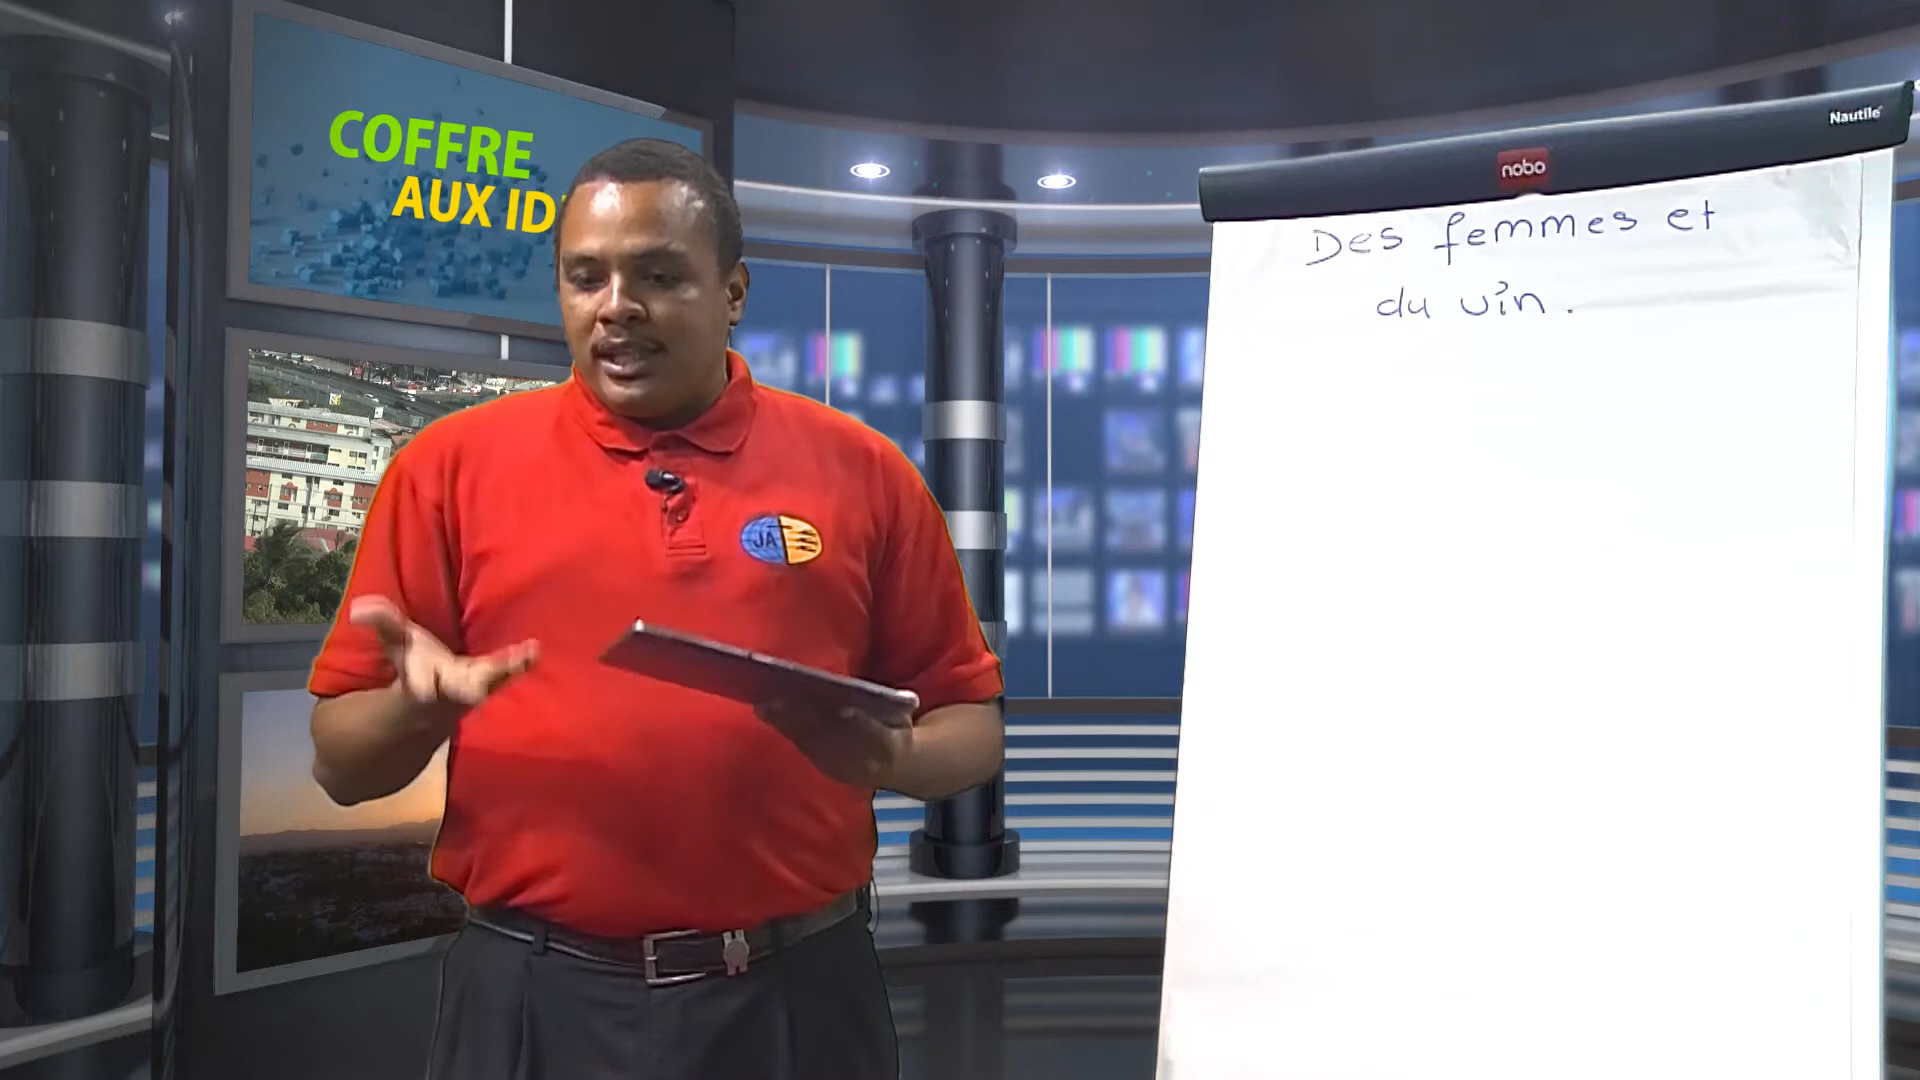 COFFRE
AUX ID
Nautile
nobo
Des femmes et
du vin.
JA